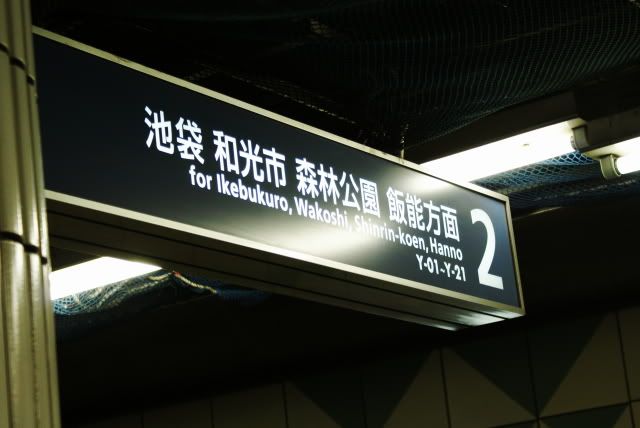 池袋 和光市 森林公園 飯能方面
for Ikebukuro, Wakoshi, Shinrin-koen, Hanno
Y-01~Y-21
2